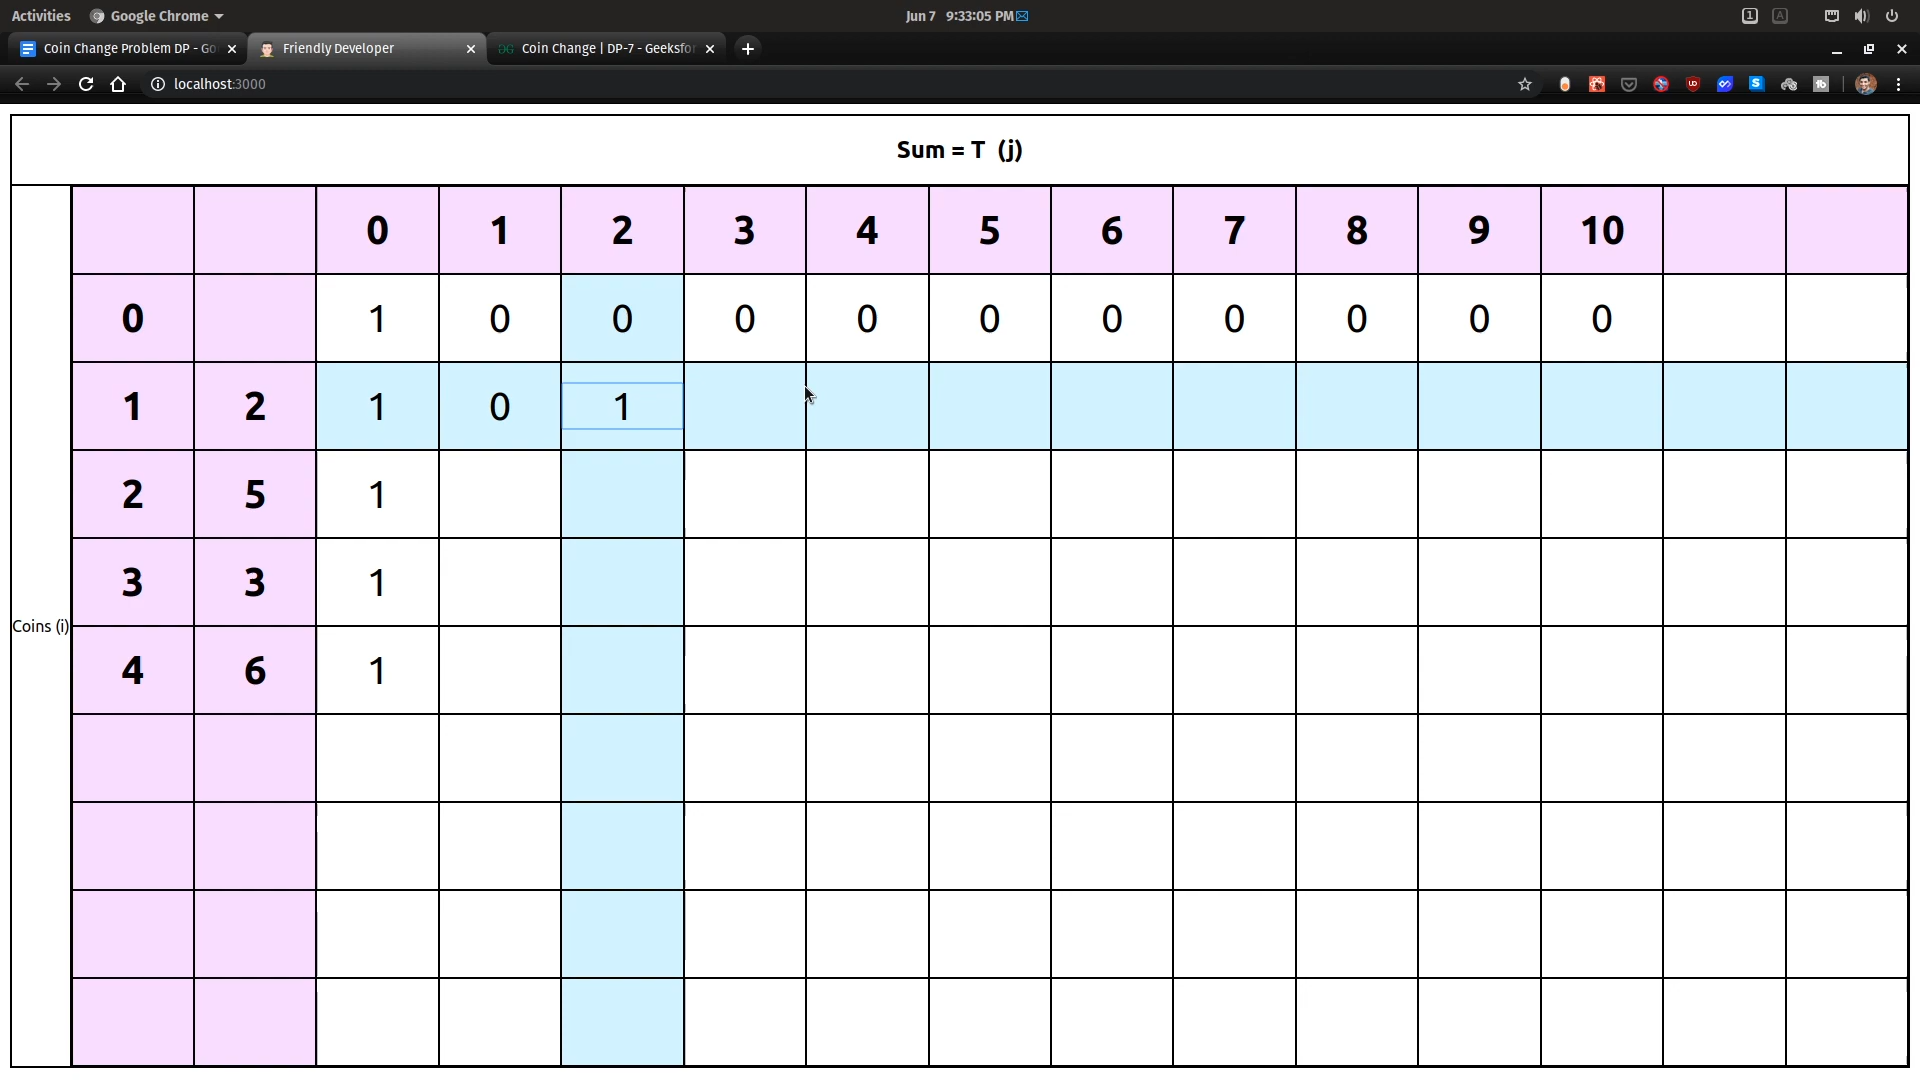 Activities Google Chrome Jun 7 9:33:05 PM 1 A
Coin Change Problem DP - Go Friendly Developer Coin Change | DP-7 - Geeksfor
localhost:3000
Sum = T (j)
0 1 2 3 4 5 6 7 8 9 10
0 1 0 0 0 0 0 0 0 0 0 0
1 2 1 0 1
2 5 1
3 3 1
Coins (i)
4 6 1